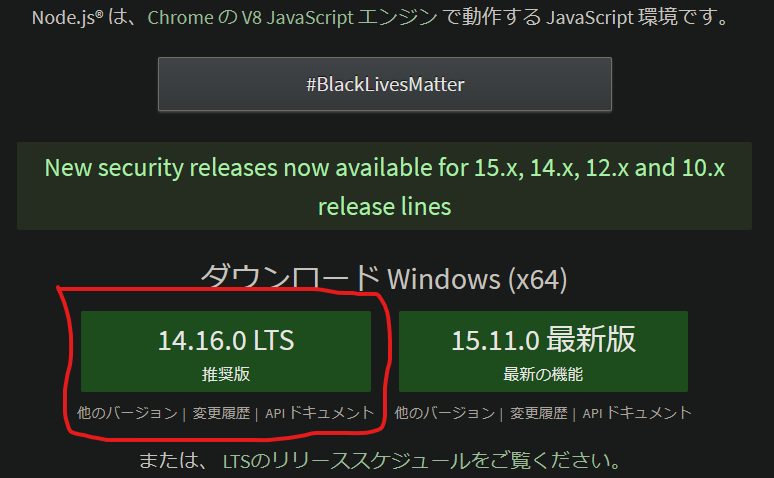 Node.js® は、Chrome の V8 JavaScript エンジン で動作する JavaScript 環境です。
#BlackLivesMatter
New security releases now available for 15.x, 14.x, 12.x and 10.x
release lines
ダウンロード Windows (x64)
14.16.0 LTS
推奨版
他のバージョン | 変更履歴 | API ドキュメント
15.11.0 最新版
最新の機能
他のバージョン | 変更履歴 | API ドキュメント
または、 LTSのリリーススケジュールをご覧ください。